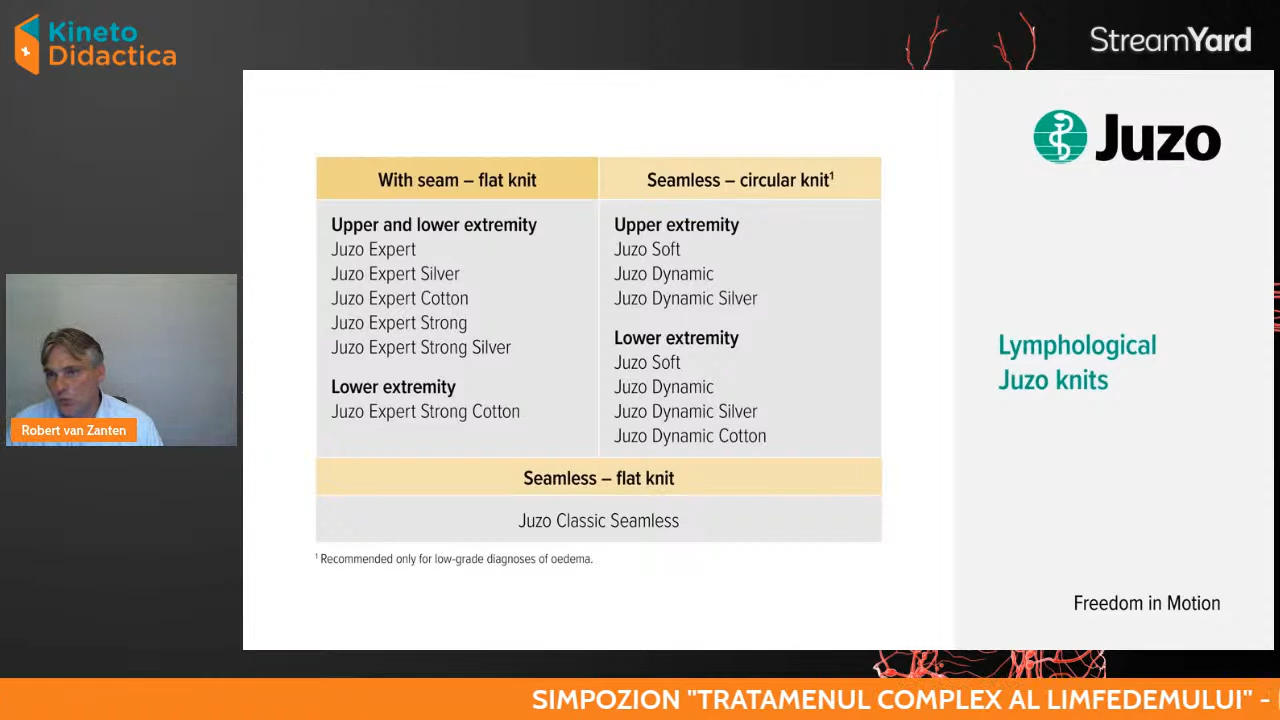 Kineto
Didactica
StreamYard
Juzo
With seam – flat knit
Seamless – circular knit¹
Upper and lower extremity
Juzo Expert
Juzo Expert Silver
Juzo Expert Cotton
Juzo Expert Strong
Juzo Expert Strong Silver
Lower extremity
Juzo Expert Strong Cotton
Upper extremity
Juzo Soft
Juzo Dynamic
Juzo Dynamic Silver
Lower extremity
Juzo Soft
Juzo Dynamic
Juzo Dynamic Silver
Juzo Dynamic Cotton
Seamless – flat knit
Juzo Classic Seamless
¹ Recommended only for low-grade diagnoses of oedema.
Lymphological
Juzo knits
Freedom in Motion
Robert van Zanten
SIMPOZION "TRATAMENUL COMPLEX AL LIMFEDEMULUI" -